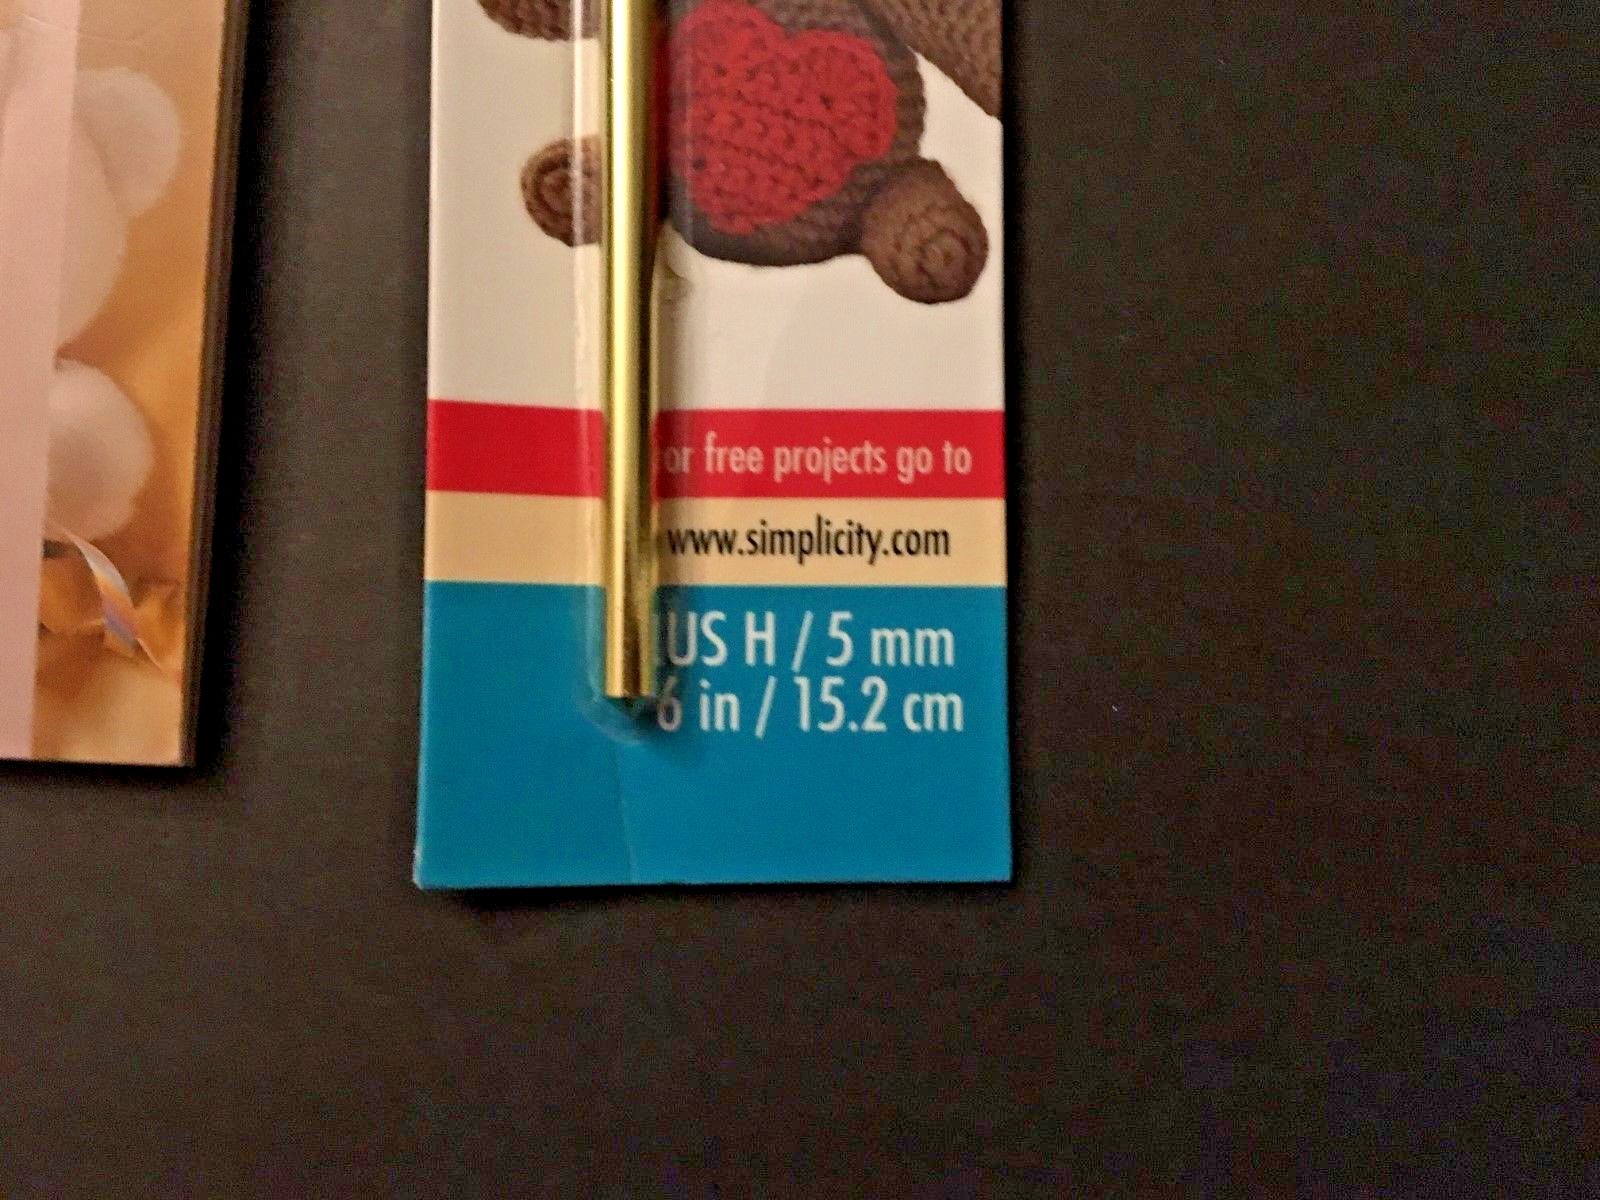 or free projects go to
www.simplicity.com
US H / 5 mm
6 in / 15.2 cm